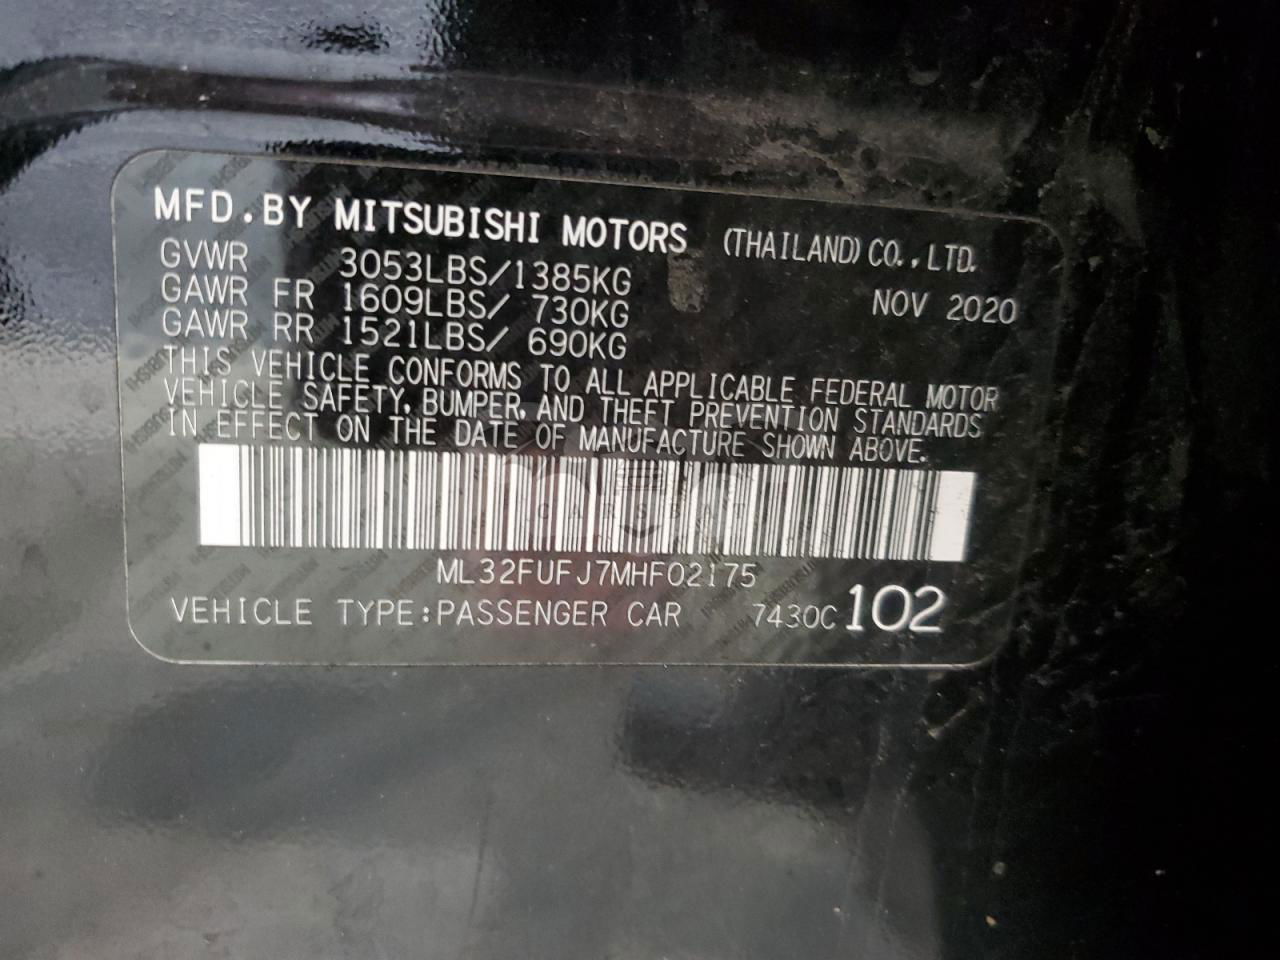 MFD.BY MITSUBISHI MOTORS (THAILAND) CO.,LTD.
GVWR 3053LBS/1385KG NOV 2020
GAWR FR 1609LBS/ 730KG
GAWR RR 1521LBS/ 690KG
THIS VEHICLE CONFORMS TO ALL APPLICABLE FEDERAL MOTOR
VEHICLE SAFETY, BUMPER, AND THEFT PREVENTION STANDARDS
IN EFFECT ON THE DATE OF MANUFACTURE SHOWN ABOVE.
CARSBAT
ML32FUFJ7MHF02175
VEHICLE TYPE:PASSENGER CAR 7430C 102